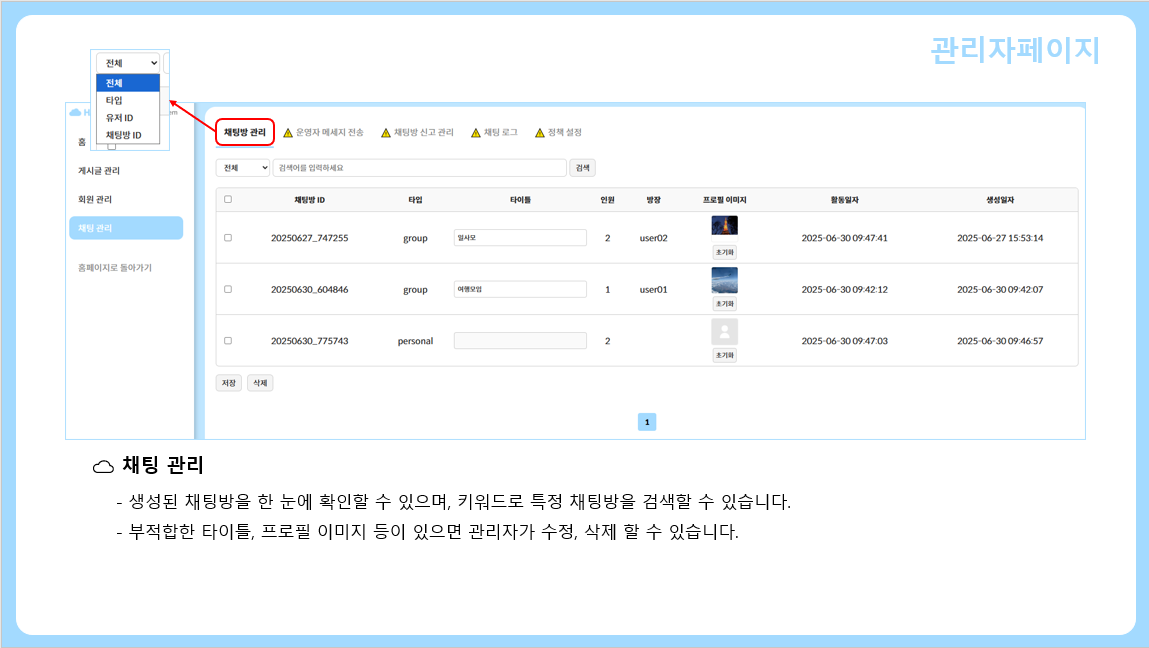 관리자페이지
전체
전체
타입
유저 ID
채팅방 ID
H
em
홈
게시글 관리
회원 관리
채팅 관리
홈페이지로 돌아가기
채팅방 관리 운영자 메세지 전송 채팅방 신고 관리 채팅 로그 정책 설정
전체 검색어를 입력하세요 검색
채팅방 ID 타입 타이틀 인원 방장 프로필 이미지 활동일자 생성일자
20250627_747255 group 일사모 2 user02 초기화 2025-06-30 09:47:41 2025-06-27 15:53:14
20250630_604846 group 여행모임 1 user01 초기화 2025-06-30 09:42:12 2025-06-30 09:42:07
20250630_775743 personal 2 초기화 2025-06-30 09:47:03 2025-06-30 09:46:57
저장 삭제
1
채팅 관리
- 생성된 채팅방을 한 눈에 확인할 수 있으며, 키워드로 특정 채팅방을 검색할 수 있습니다.
- 부적합한 타이틀, 프로필 이미지 등이 있으면 관리자가 수정, 삭제 할 수 있습니다.